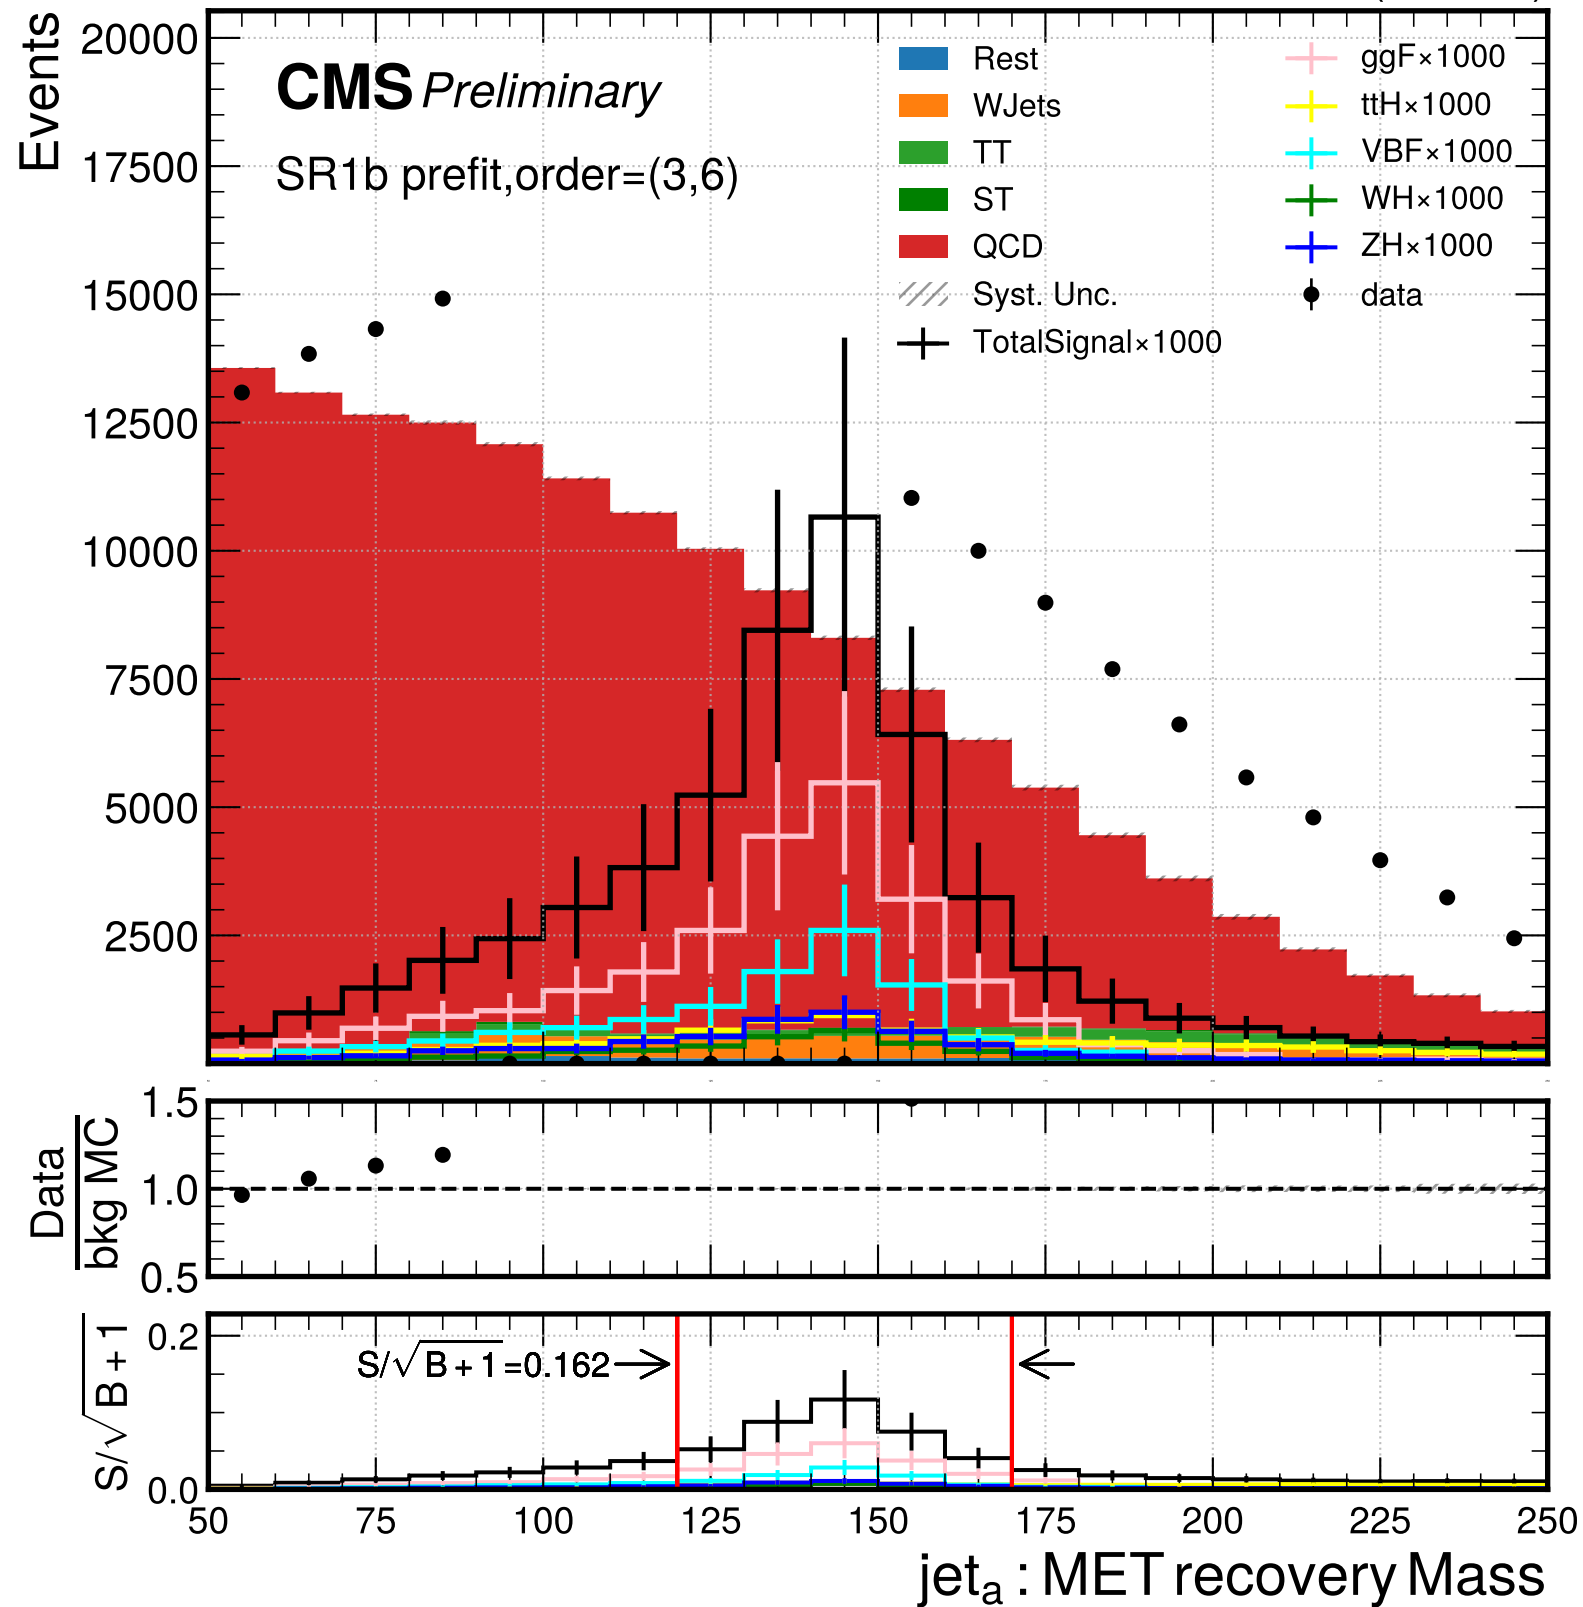 Events
20000
17500
15000
12500
10000
7500
5000
2500
CMS Preliminary
SR1b prefit,order=(3,6)
Rest
WJets
TT
ST
QCD
Syst. Unc.
TotalSignal×1000
ggF×1000
ttH×1000
VBF×1000
WH×1000
ZH×1000
data
Data
bkg MC
1.5
1.0
0.5
S/√B + 1
0.2
0.0
S/√B + 1=0.162
50 75 100 125 150 175 200 225 250
jeta : MET recovery Mass